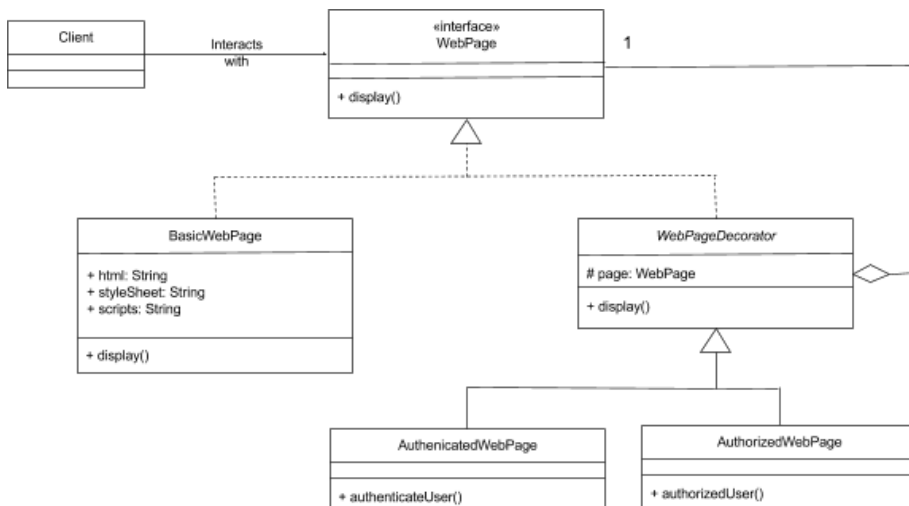 Client
Interacts
with
«interface»
WebPage
+ display()
1
BasicWebPage
+ html: String
+ styleSheet: String
+ scripts: String
+ display()
WebPageDecorator
# page: WebPage
+ display()
AuthenicatedWebPage
+ authenticateUser()
AuthorizedWebPage
+ authorizedUser()